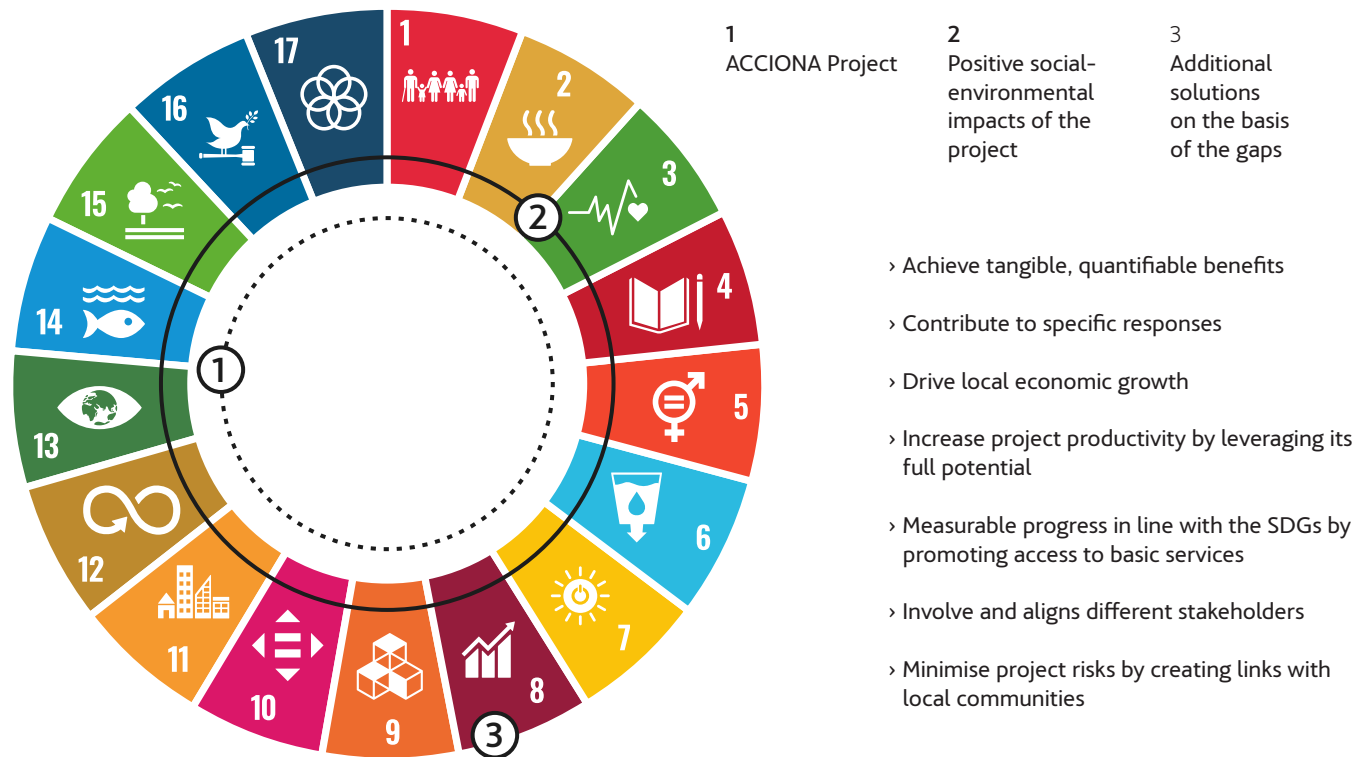 1
2
3
4
5
6
7
8
9
10
11
12
13
14
15
16
17
1
2
3
1
ACCIONA Project
2
Positive social-
environmental
impacts of the
project
3
Additional
solutions
on the basis
of the gaps
› Achieve tangible, quantifiable benefits
› Contribute to specific responses
› Drive local economic growth
› Increase project productivity by leveraging its
full potential
› Measurable progress in line with the SDGs by
promoting access to basic services
› Involve and aligns different stakeholders
› Minimise project risks by creating links with
local communities